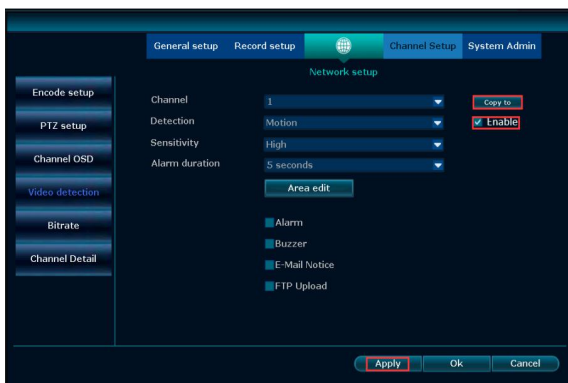 General setup Record setup Channel Setup System Admin
Network setup
Encode setup
PTZ setup
Channel OSD
Video detection
Bitrate
Channel Detail
Channel 1 Copy to
Detection Motion Enable
Sensitivity High
Alarm duration 5 seconds
Area edit
Alarm
Buzzer
E-Mail Notice
FTP Upload
Apply Ok Cancel